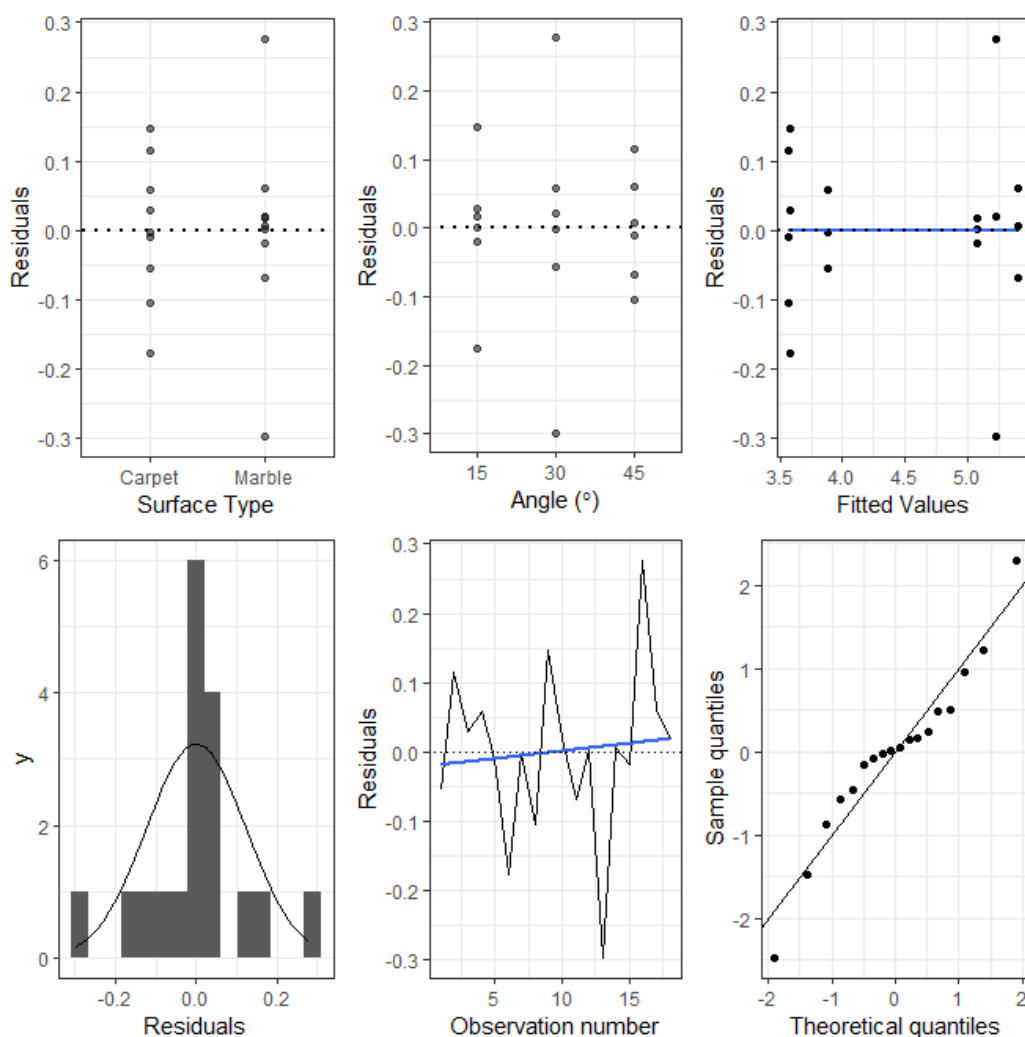 0.3
0.2
0.1
0.0
-0.1
-0.2
-0.3
Residuals
Carpet Marble
Surface Type
0.3
0.2
0.1
0.0
-0.1
-0.2
-0.3
Residuals
15 30 45
Angle (°)
0.3
0.2
0.1
0.0
-0.1
-0.2
-0.3
Residuals
3.5 4.0 4.5 5.0
Fitted Values
6
4
2
0
y
-0.2 0.0 0.2
Residuals
0.3
0.2
0.1
0.0
-0.1
-0.2
-0.3
Residuals
5 10 15
Observation number
2
1
0
-1
-2
Sample quantiles
-2 -1 0 1 2
Theoretical quantiles